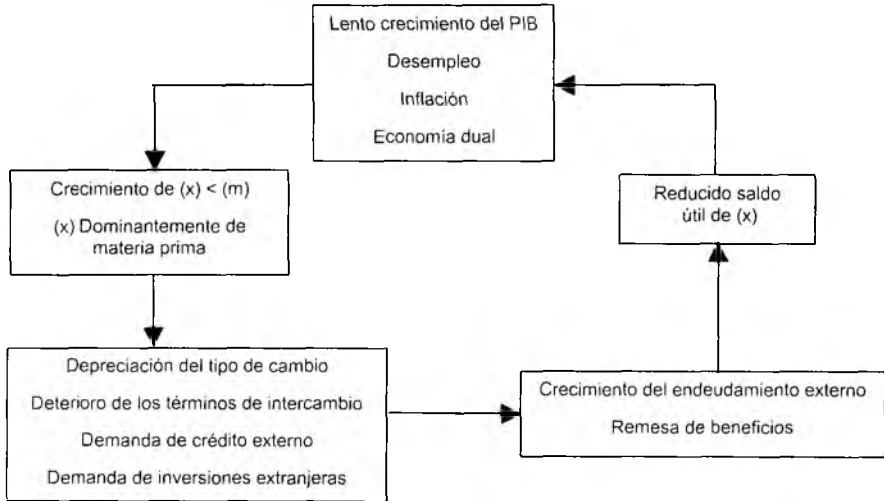 Lento crecimiento del PIB
Desempleo
Inflación
Economía dual
Crecimiento de (x) < (m)
(x) Dominantemente de
materia prima
Reducido saldo
útil de (x)
Depreciación del tipo de cambio
Deterioro de los términos de intercambio
Demanda de crédito externo
Demanda de inversiones extranjeras
Crecimiento del endeudamiento externo
Remesa de beneficios